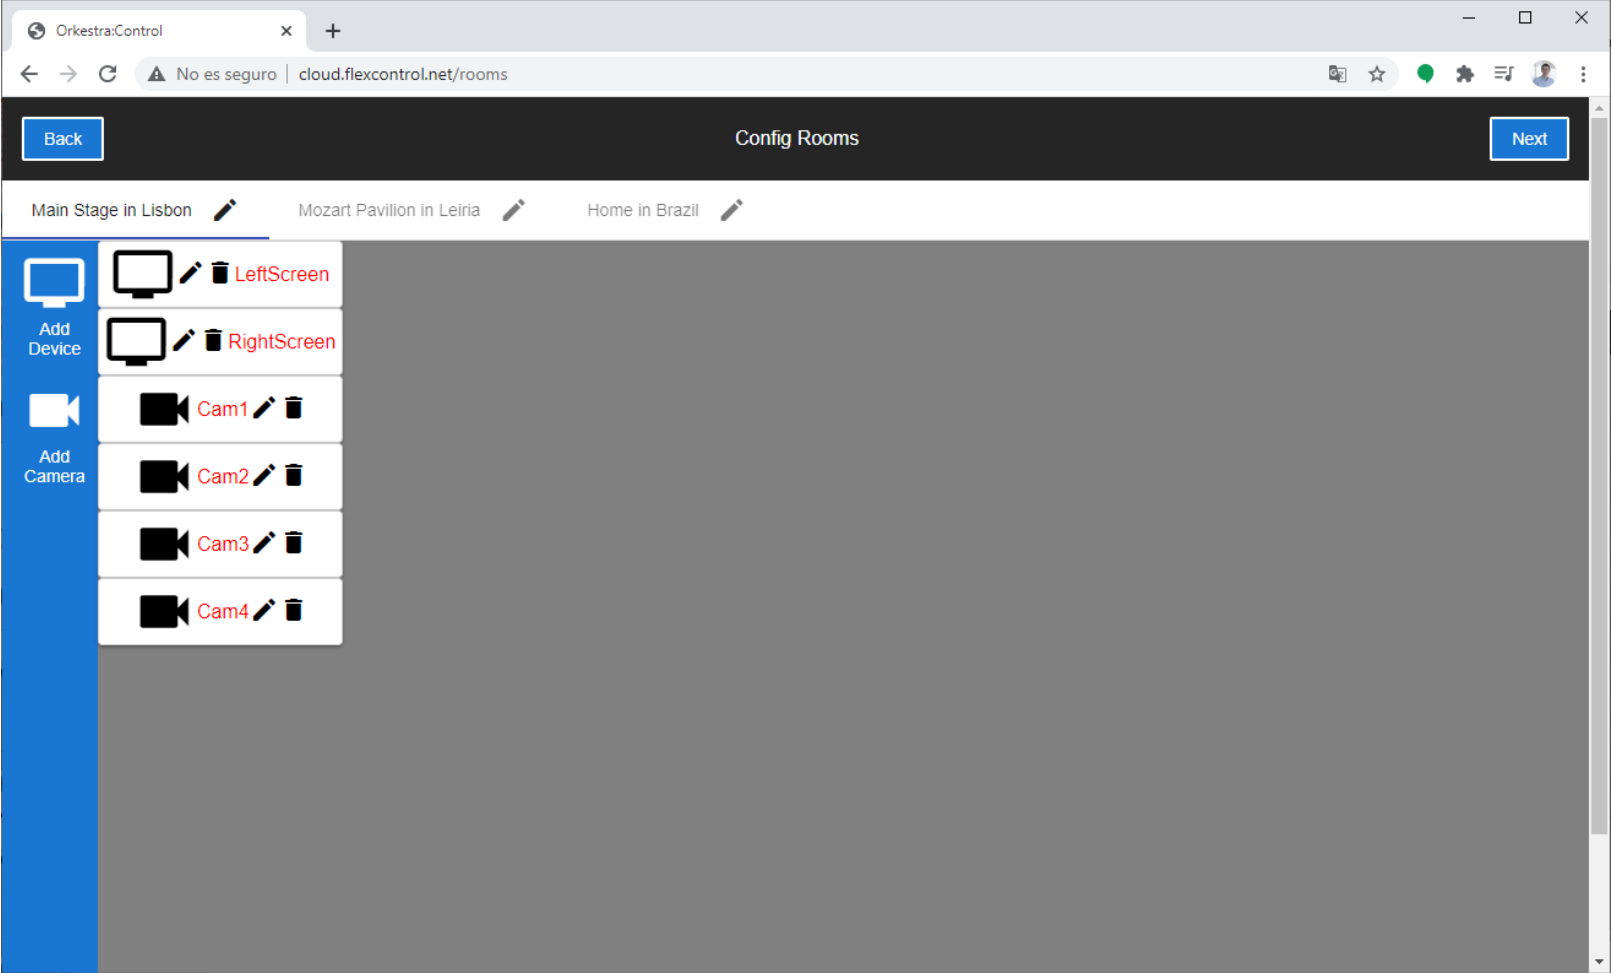 Orkestra:Control
No es seguro
cloud.flexcontrol.net/rooms
Back
Config Rooms
Next
Main Stage in Lisbon
Mozart Pavilion in Leiria
Home in Brazil
Add
Device
Add
Camera
LeftScreen
RightScreen
Cam1
Cam2
Cam3
Cam4